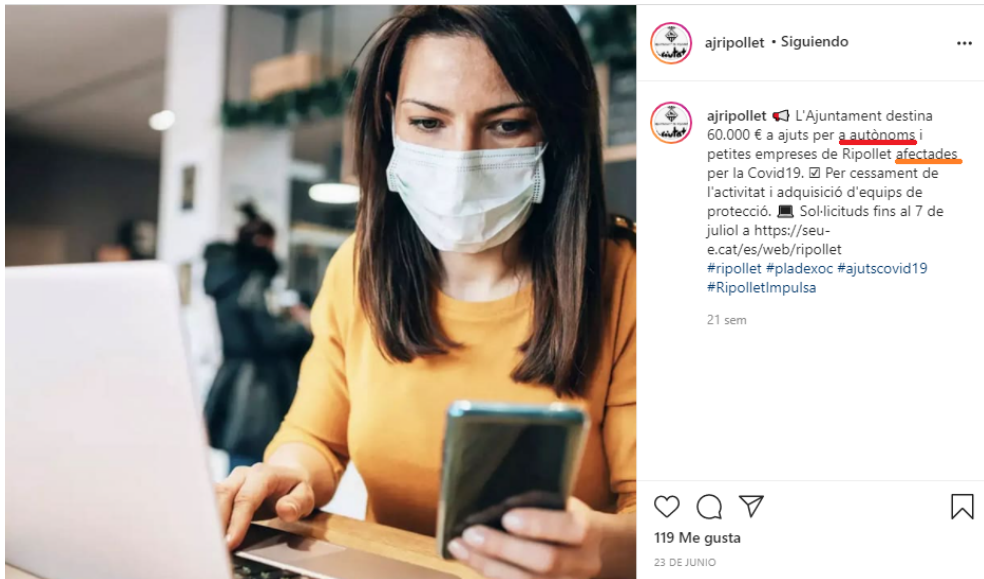 ajripollet • Siguiendo
ajripollet 📢 L'Ajuntament destina
60.000 € a ajuts per a autònoms i
petites empreses de Ripollet afectades
per la Covid19. ☑ Per cessament de
l'activitat i adquisició d'equips de
protecció. 💻 Sol·licituds fins al 7 de
juliol a https://seu-
e.cat/es/web/ripollet
#ripollet #pladexoc #ajutscovid19
#RipolletImpulsa
21 sem
119 Me gusta
23 DE JUNIO